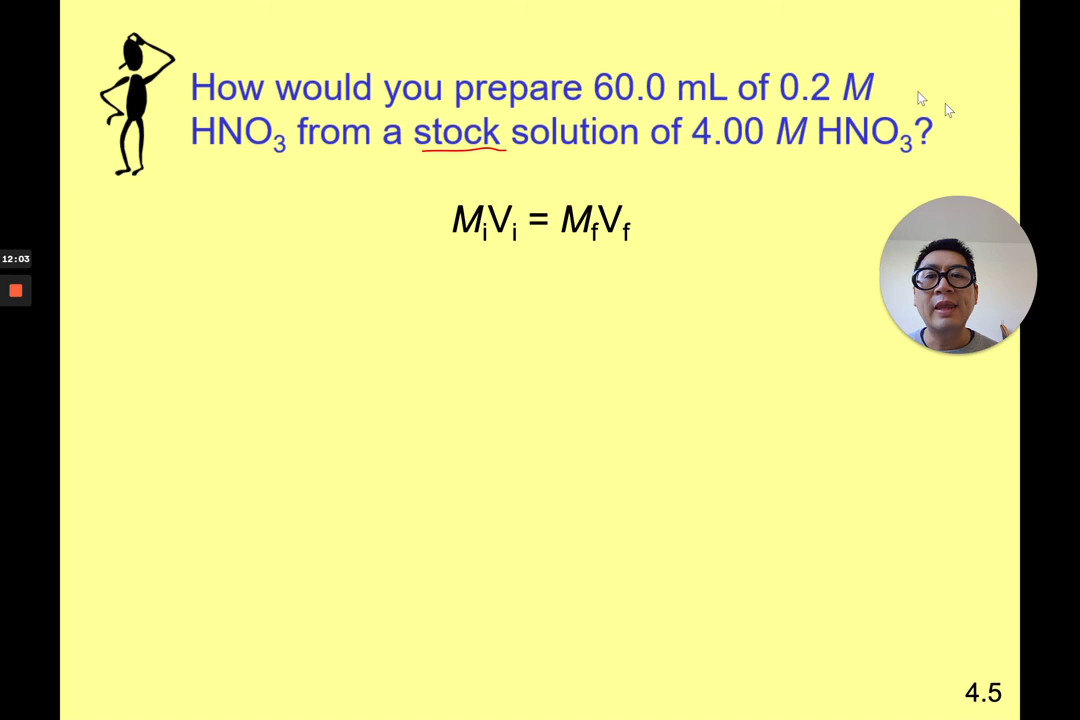 How would you prepare 60.0 mL of 0.2 M
HNO₃ from a stock solution of 4.00 M HNO₃?
MᵢVᵢ = M_fV_f
12:03
4.5